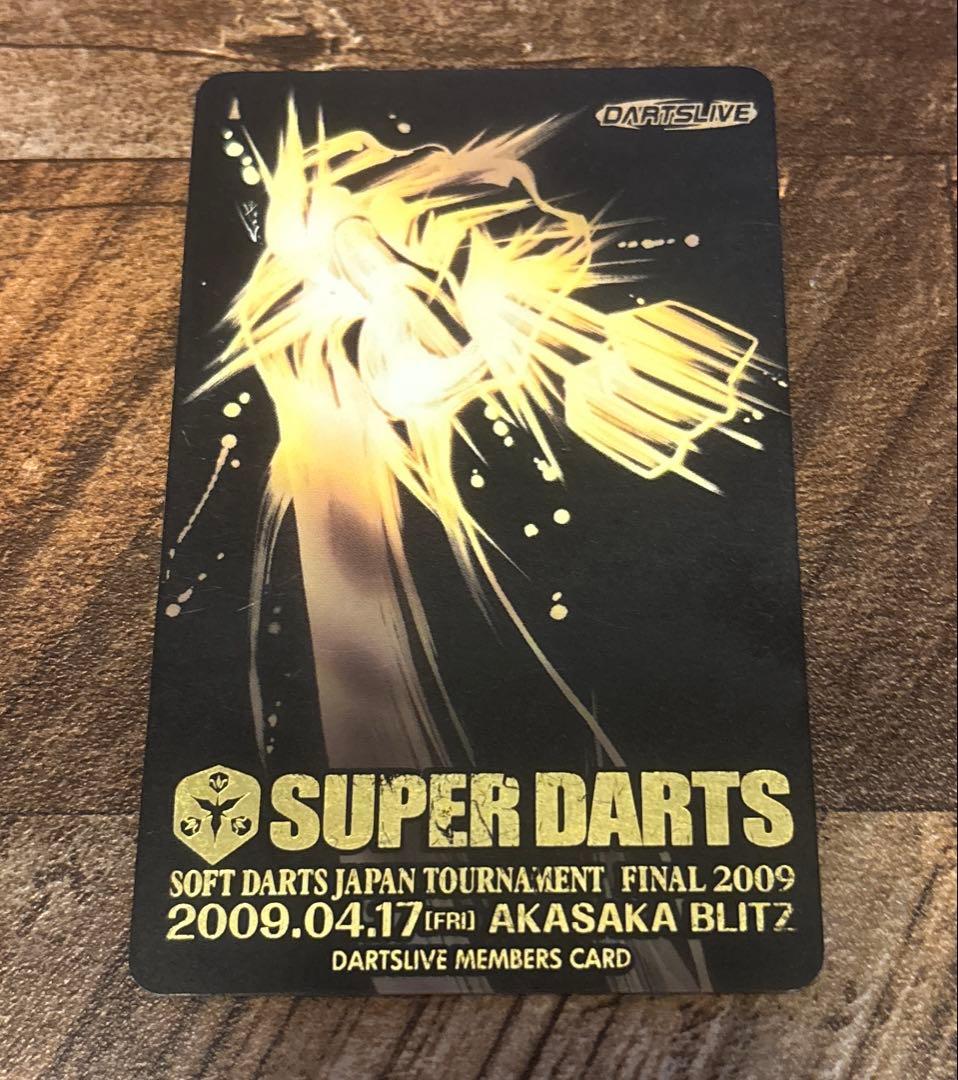 DARTSLIVE
SUPER DARTS
SOFT DARTS JAPAN TOURNAMENT FINAL 2009
2009.04.17[FRI] AKASAKA BLITZ
DARTSLIVE MEMBERS CARD